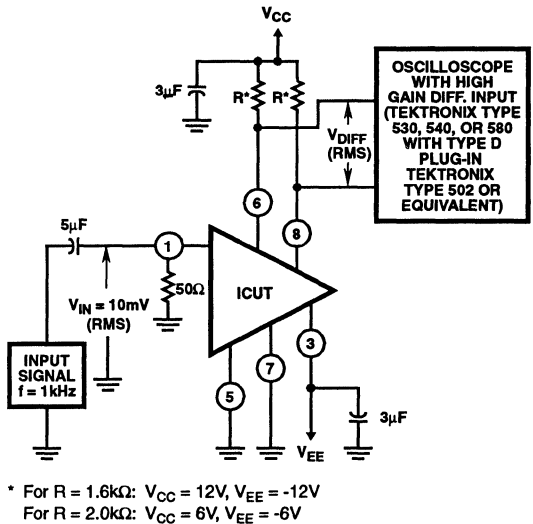 VCC
3μF
R*
R*
OSCILLOSCOPE
WITH HIGH
GAIN DIFF. INPUT
(TEKTRONIX TYPE
530, 540, OR 580
WITH TYPE D
PLUG-IN
TEKTRONIX
TYPE 502 OR
EQUIVALENT)
VDIFF
(RMS)
6
8
5μF
1
50Ω
ICUT
VIN = 10mV
(RMS)
INPUT
SIGNAL
f = 1kHz
5
7
3
3μF
VEE
* For R = 1.6kΩ: VCC = 12V, VEE = -12V
For R = 2.0kΩ: VCC = 6V, VEE = -6V